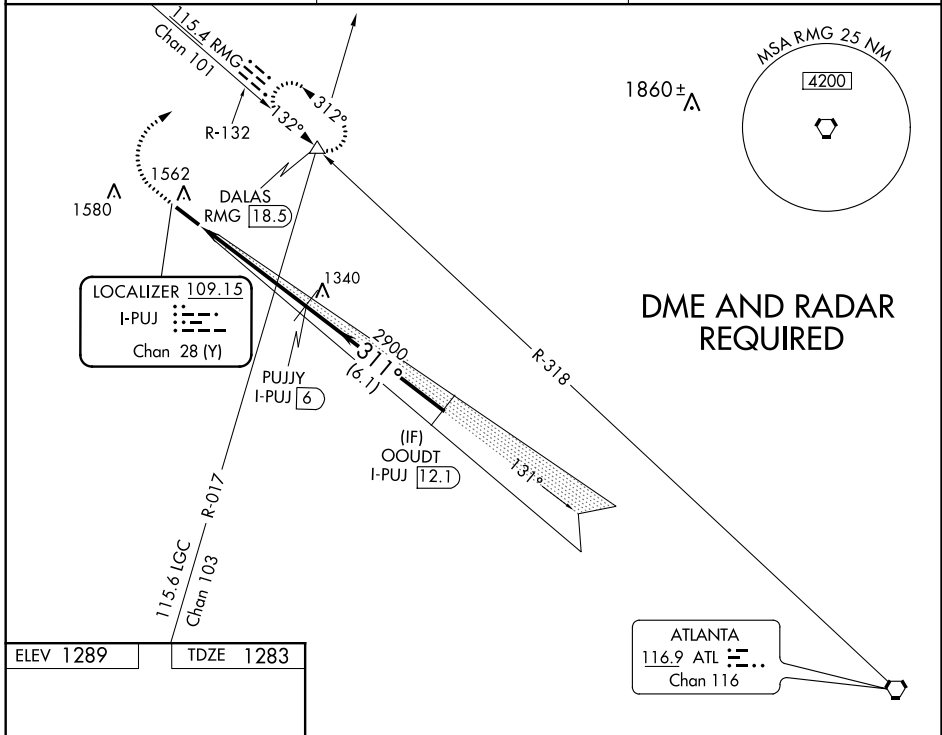 115.4 RMG
Chan 101
312°
132°
R-132
MSA RMG 25 NM
4200
1860±
1562
1580
DALAS
RMG 18.5
LOCALIZER 109.15
I-PUJ
Chan 28 (Y)
1340
DME AND RADAR
REQUIRED
2900
311°
(6.1)
R-318
PUJJY
I-PUJ 6
(IF)
OOUDT
I-PUJ 12.1
131°
R-017
115.6 LGC
Chan 103
ATLANTA
116.9 ATL
Chan 116
ELEV 1289
TDZE 1283